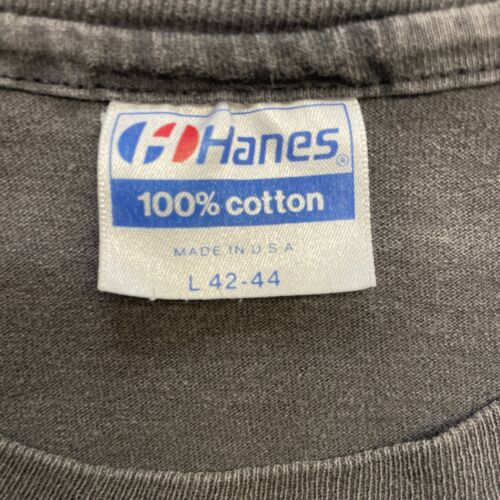 Hanes®
100% cotton
MADE IN U S A
L 42-44